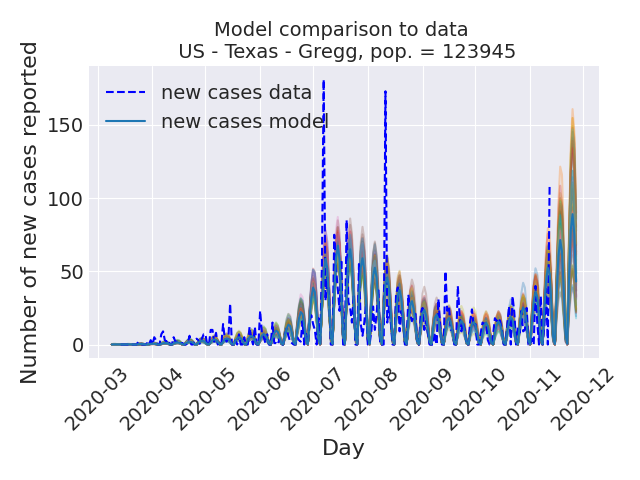 Model comparison to data
US - Texas - Gregg, pop. = 123945
Number of new cases reported
new cases data
new cases model
150
100
50
0
2020-03
2020-04
2020-05
2020-06
2020-07
2020-08
2020-09
2020-10
2020-11
2020-12
Day